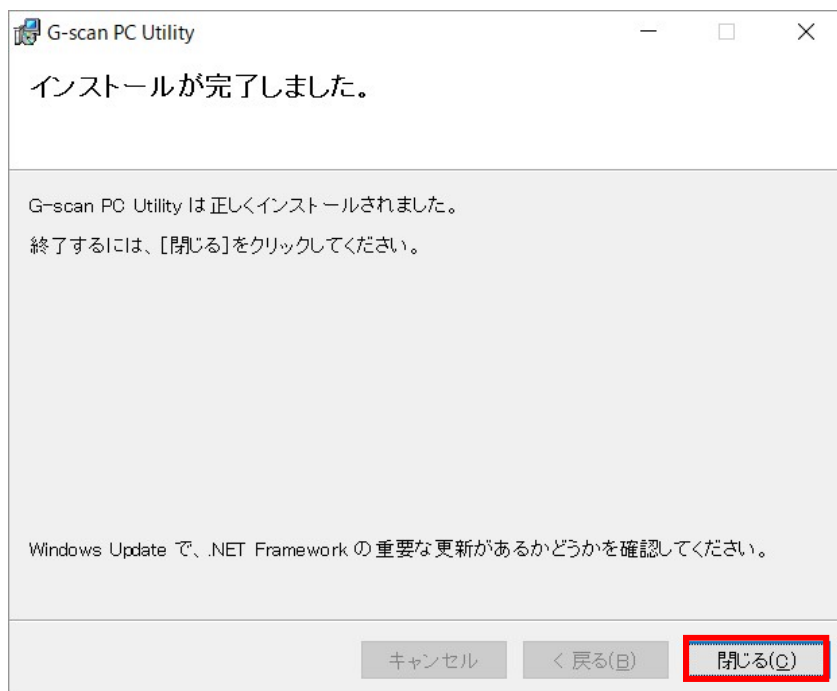 G-scan PC Utility
インストールが完了しました。
G-scan PC Utility は正しくインストールされました。
終了するには、[閉じる]をクリックしてください。
Windows Update で、.NET Framework の重要な更新があるかどうかを確認してください。
キャンセル
< 戻る(B)
閉じる(C)